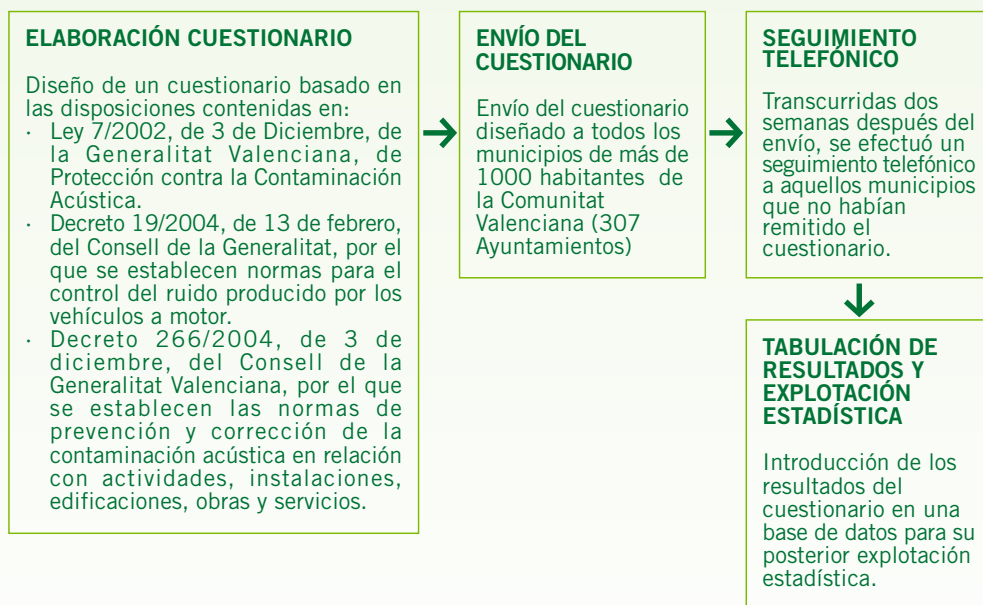 ELABORACIÓN CUESTIONARIO
Diseño de un cuestionario basado en
las disposiciones contenidas en:
· Ley 7/2002, de 3 de Diciembre, de
la Generalitat Valenciana, de
Protección contra la Contaminación
Acústica.
· Decreto 19/2004, de 13 de febrero,
del Consell de la Generalitat, por el
que se establecen normas para el
control del ruido producido por los
vehículos a motor.
· Decreto 266/2004, de 3 de
diciembre, del Consell de la
Generalitat Valenciana, por el que
se establecen las normas de
prevención y corrección de la
contaminación acústica en relación
con actividades, instalaciones,
edificaciones, obras y servicios.
ENVÍO DEL
CUESTIONARIO
Envío del cuestionario
diseñado a todos los
municipios de más de
1000 habitantes de
la Comunitat
Valenciana (307
Ayuntamientos)
SEGUIMIENTO
TELEFÓNICO
Transcurridas dos
semanas después del
envío, se efectuó un
seguimiento telefónico
a aquellos municipios
que no habían
remitido el
cuestionario.
TABULACIÓN DE
RESULTADOS Y
EXPLOTACIÓN
ESTADÍSTICA
Introducción de los
resultados del
cuestionario en una
base de datos para su
posterior explotación
estadística.